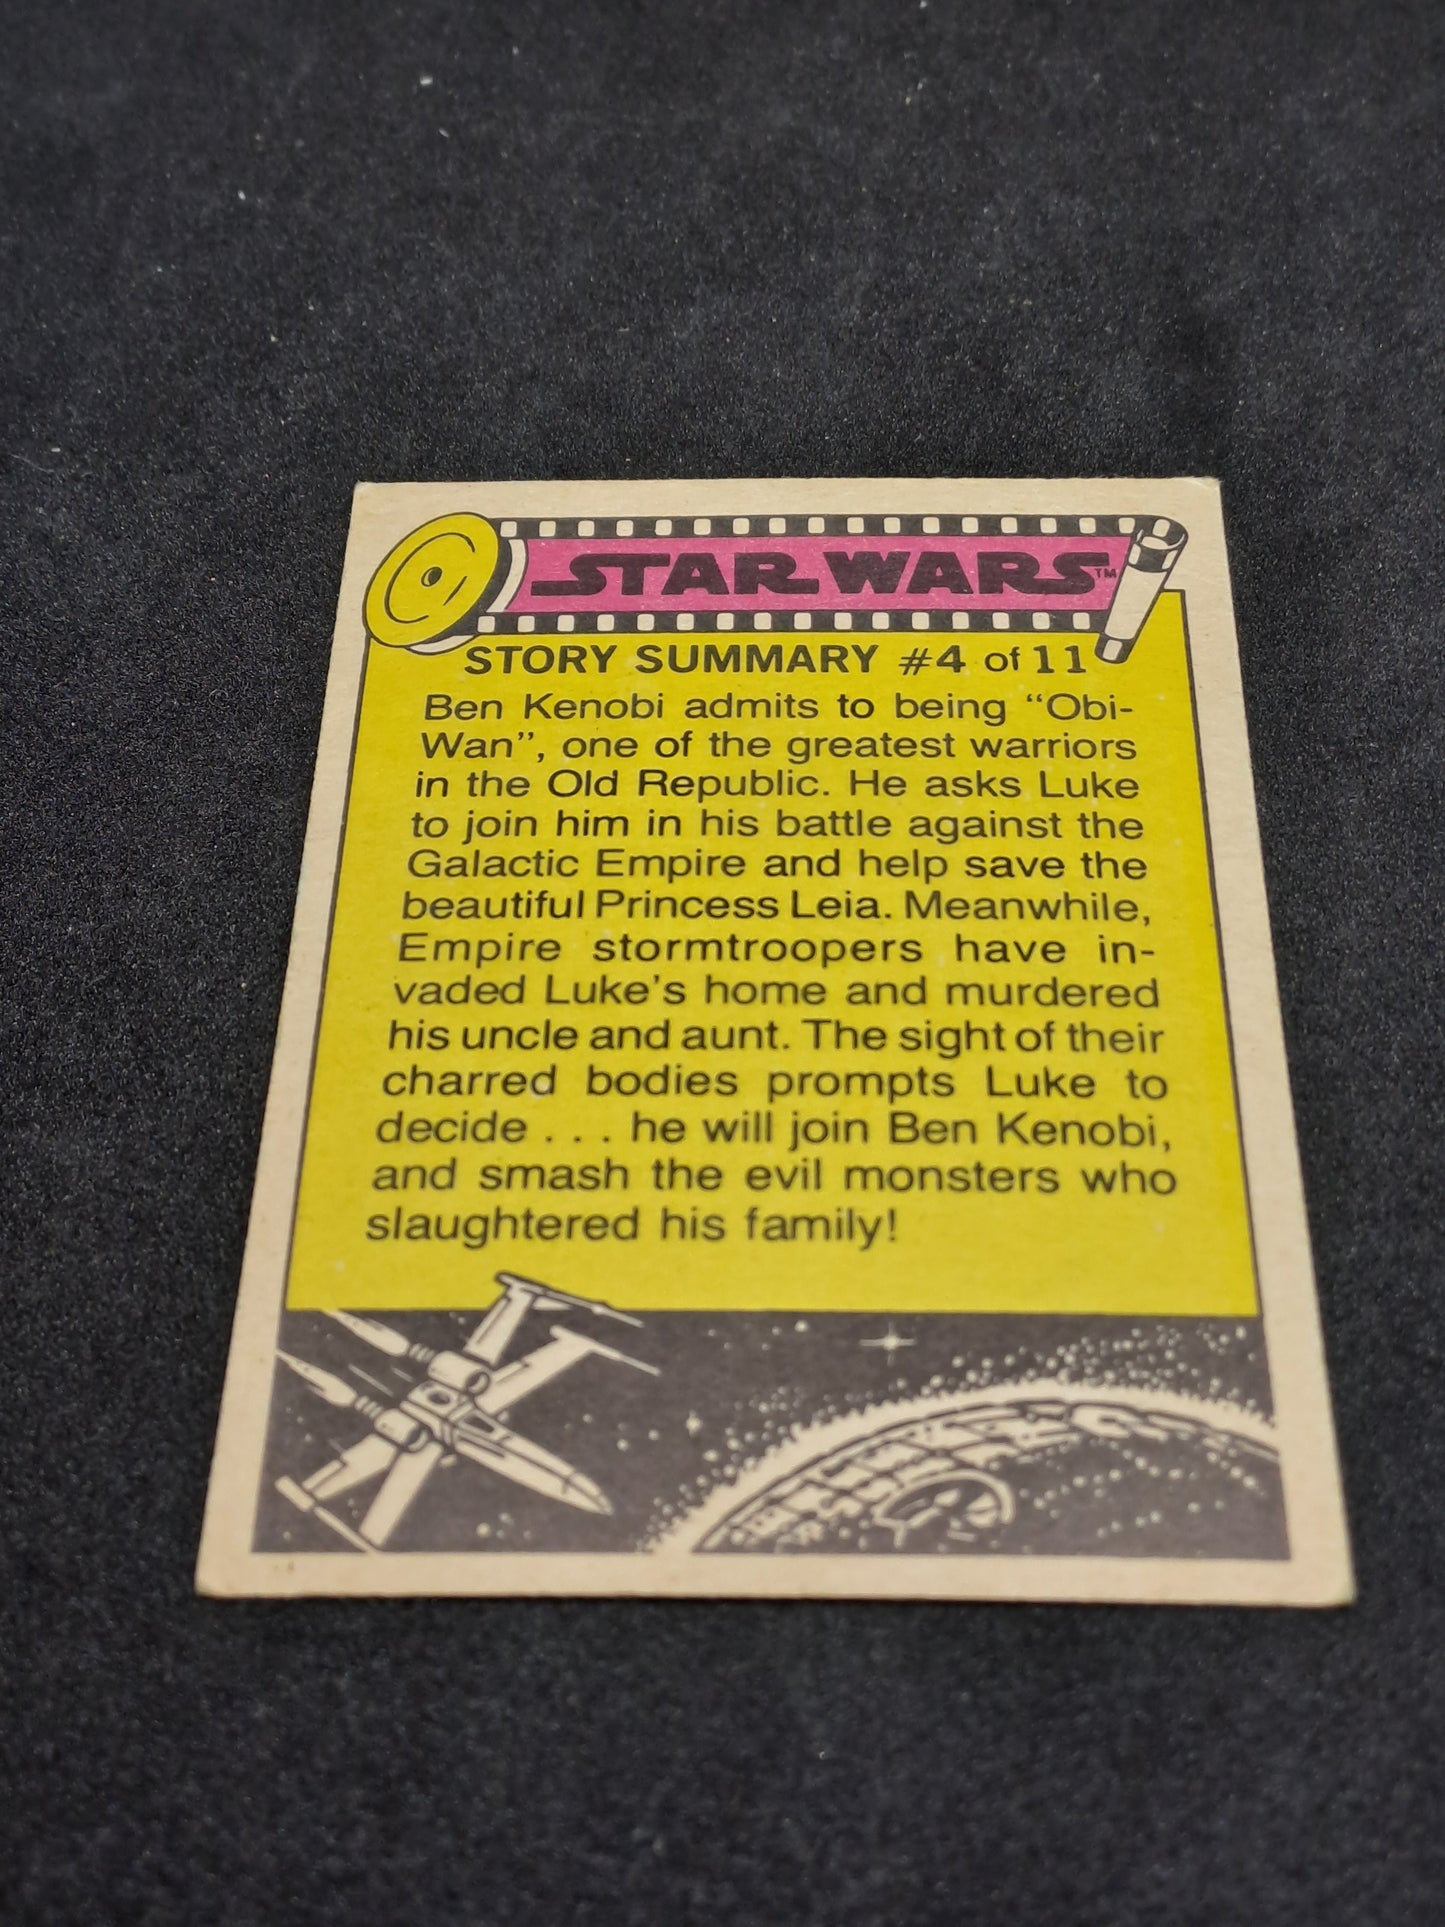 STAR WARS™
STORY SUMMARY #4 of 11
Ben Kenobi admits to being “Obi-
Wan”, one of the greatest warriors
in the Old Republic. He asks Luke
to join him in his battle against the
Galactic Empire and help save the
beautiful Princess Leia. Meanwhile,
Empire stormtroopers have in-
vaded Luke’s home and murdered
his uncle and aunt. The sight of their
charred bodies prompts Luke to
decide . . . he will join Ben Kenobi,
and smash the evil monsters who
slaughtered his family!